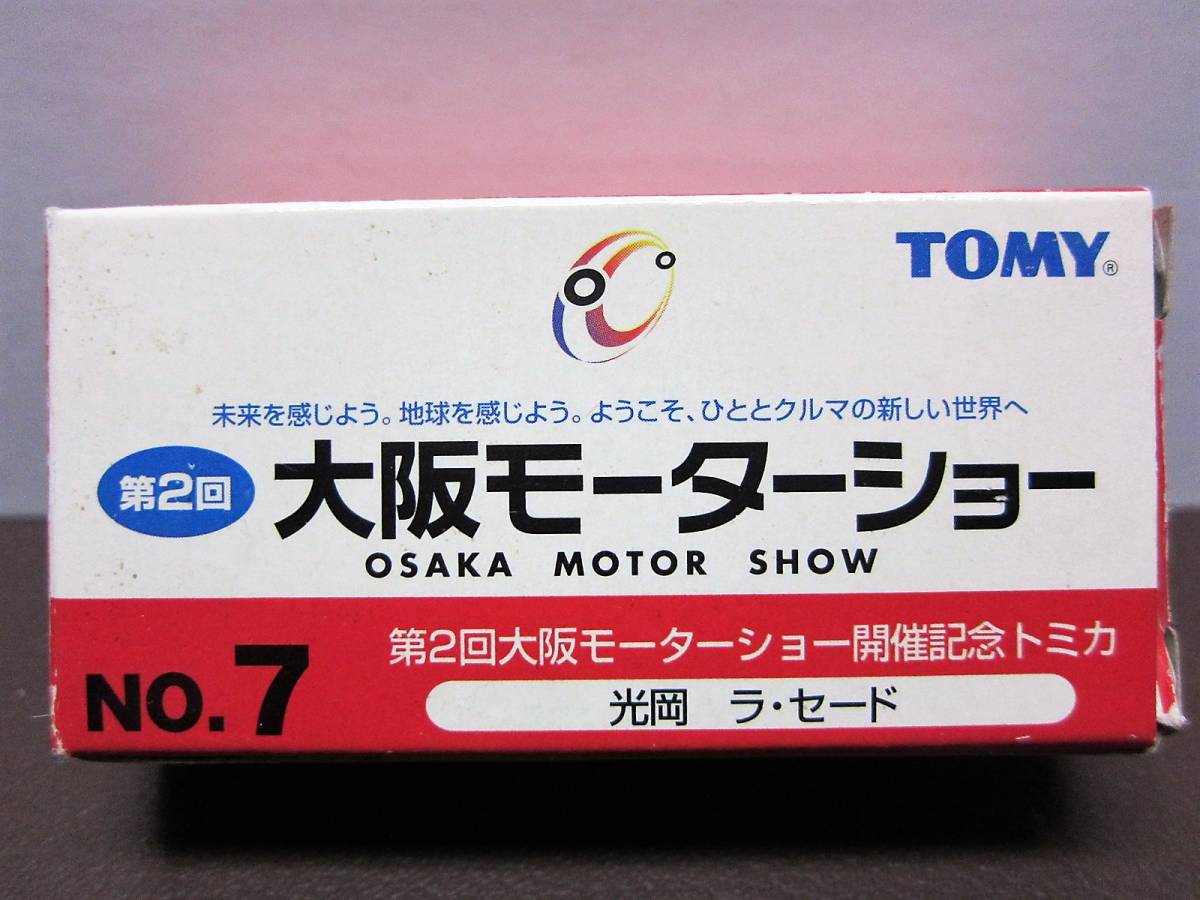 TOMY®
未来を感じよう。地球を感じよう。ようこそ、ひととクルマの新しい世界へ
第2回 大阪モーターショー
OSAKA MOTOR SHOW
第2回大阪モーターショー開催記念トミカ
NO.7
光岡 ラ・セード